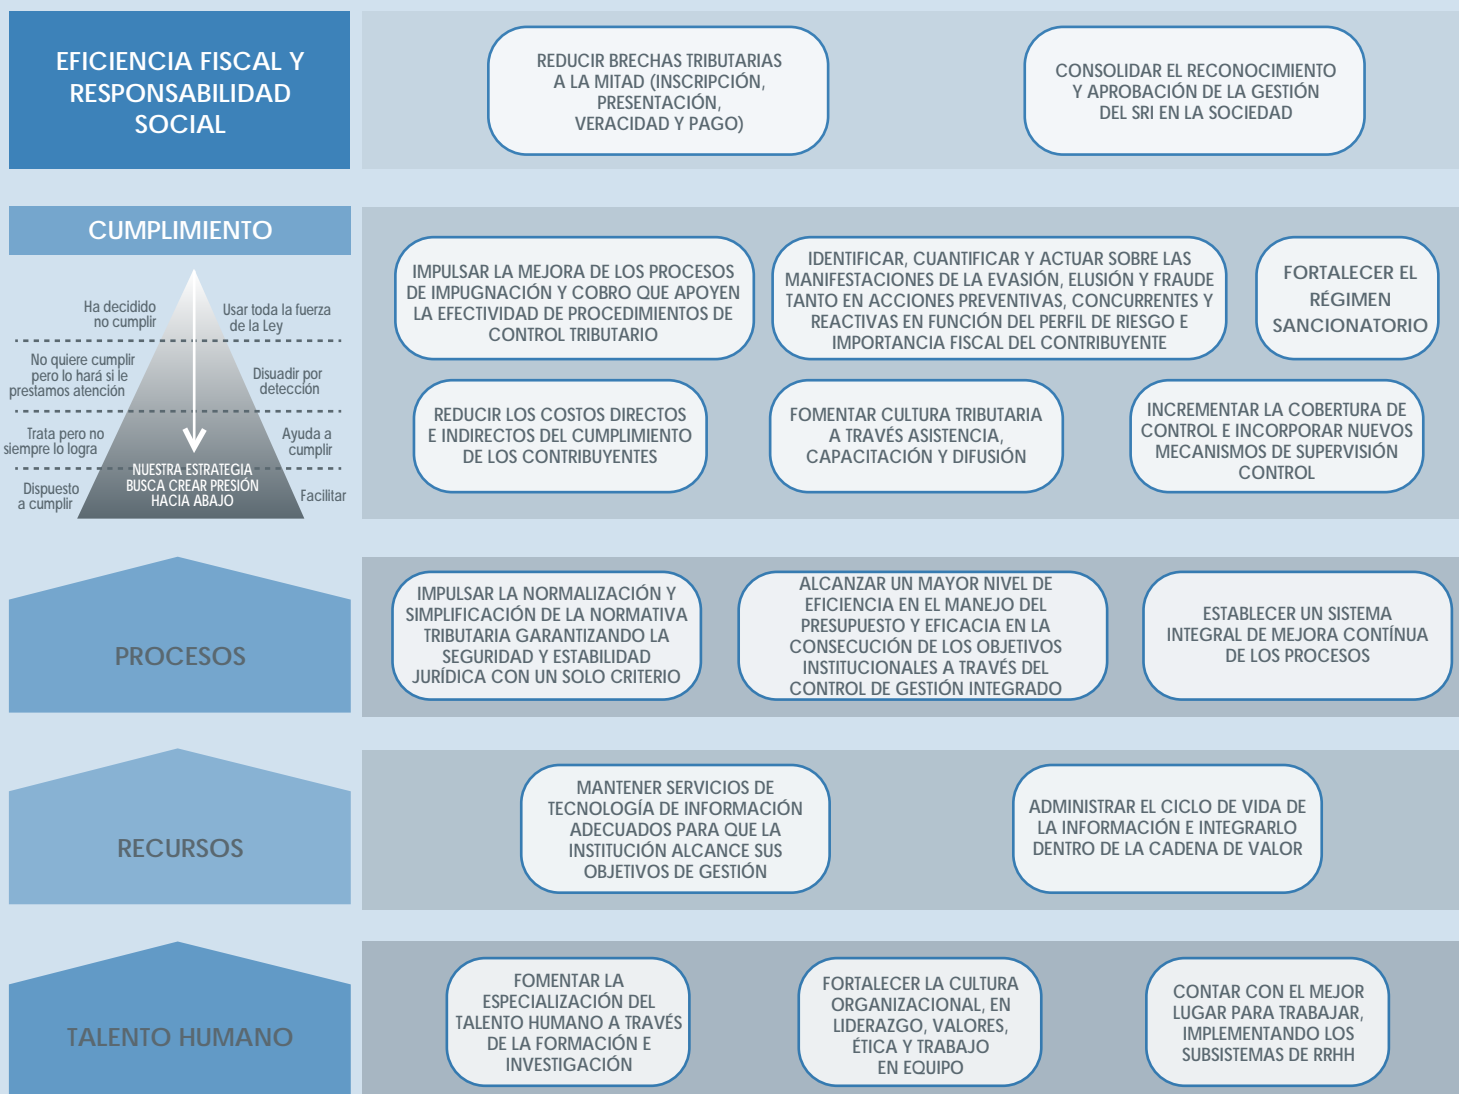 EFICIENCIA FISCAL Y
RESPONSABILIDAD
SOCIAL
REDUCIR BRECHAS TRIBUTARIAS
A LA MITAD (INSCRIPCIÓN,
PRESENTACIÓN,
VERACIDAD Y PAGO)
CONSOLIDAR EL RECONOCIMIENTO
Y APROBACIÓN DE LA GESTIÓN
DEL SRI EN LA SOCIEDAD
CUMPLIMIENTO
Ha decidido
no cumplir
Usar toda la fuerza
de la Ley
No quiere cumplir
pero lo hará si le
prestamos atención
Disuadir por
detección
Trata pero no
siempre lo logra
Ayuda a
cumplir
Dispuesto
a cumplir
NUESTRA ESTRATEGIA
BUSCA CREAR PRESIÓN
HACIA ABAJO
Facilitar
IMPULSAR LA MEJORA DE LOS PROCESOS
DE IMPUGNACIÓN Y COBRO QUE APOYEN
LA EFECTIVIDAD DE PROCEDIMIENTOS DE
CONTROL TRIBUTARIO
IDENTIFICAR, CUANTIFICAR Y ACTUAR SOBRE LAS
MANIFESTACIONES DE LA EVASIÓN, ELUSIÓN Y FRAUDE
TANTO EN ACCIONES PREVENTIVAS, CONCURRENTES Y
REACTIVAS EN FUNCIÓN DEL PERFIL DE RIESGO E
IMPORTANCIA FISCAL DEL CONTRIBUYENTE
FORTALECER EL
RÉGIMEN
SANCIONATORIO
REDUCIR LOS COSTOS DIRECTOS
E INDIRECTOS DEL CUMPLIMIENTO
DE LOS CONTRIBUYENTES
FOMENTAR CULTURA TRIBUTARIA
A TRAVÉS ASISTENCIA,
CAPACITACIÓN Y DIFUSIÓN
INCREMENTAR LA COBERTURA DE
CONTROL E INCORPORAR NUEVOS
MECANISMOS DE SUPERVISIÓN
CONTROL
PROCESOS
IMPULSAR LA NORMALIZACIÓN Y
SIMPLIFICACIÓN DE LA NORMATIVA
TRIBUTARIA GARANTIZANDO LA
SEGURIDAD Y ESTABILIDAD
JURÍDICA CON UN SOLO CRITERIO
ALCANZAR UN MAYOR NIVEL DE
EFICIENCIA EN EL MANEJO DEL
PRESUPUESTO Y EFICACIA EN LA
CONSECUCIÓN DE LOS OBJETIVOS
INSTITUCIONALES A TRAVÉS DEL
CONTROL DE GESTIÓN INTEGRADO
ESTABLECER UN SISTEMA
INTEGRAL DE MEJORA CONTÍNUA
DE LOS PROCESOS
RECURSOS
MANTENER SERVICIOS DE
TECNOLOGÍA DE INFORMACIÓN
ADECUADOS PARA QUE LA
INSTITUCIÓN ALCANCE SUS
OBJETIVOS DE GESTIÓN
ADMINISTRAR EL CICLO DE VIDA DE
LA INFORMACIÓN E INTEGRARLO
DENTRO DE LA CADENA DE VALOR
TALENTO HUMANO
FOMENTAR LA
ESPECIALIZACIÓN DEL
TALENTO HUMANO A TRAVÉS
DE LA FORMACIÓN E
INVESTIGACIÓN
FORTALECER LA CULTURA
ORGANIZACIONAL, EN
LIDERAZGO, VALORES,
ÉTICA Y TRABAJO
EN EQUIPO
CONTAR CON EL MEJOR
LUGAR PARA TRABAJAR,
IMPLEMENTANDO LOS
SUBSISTEMAS DE RRHH